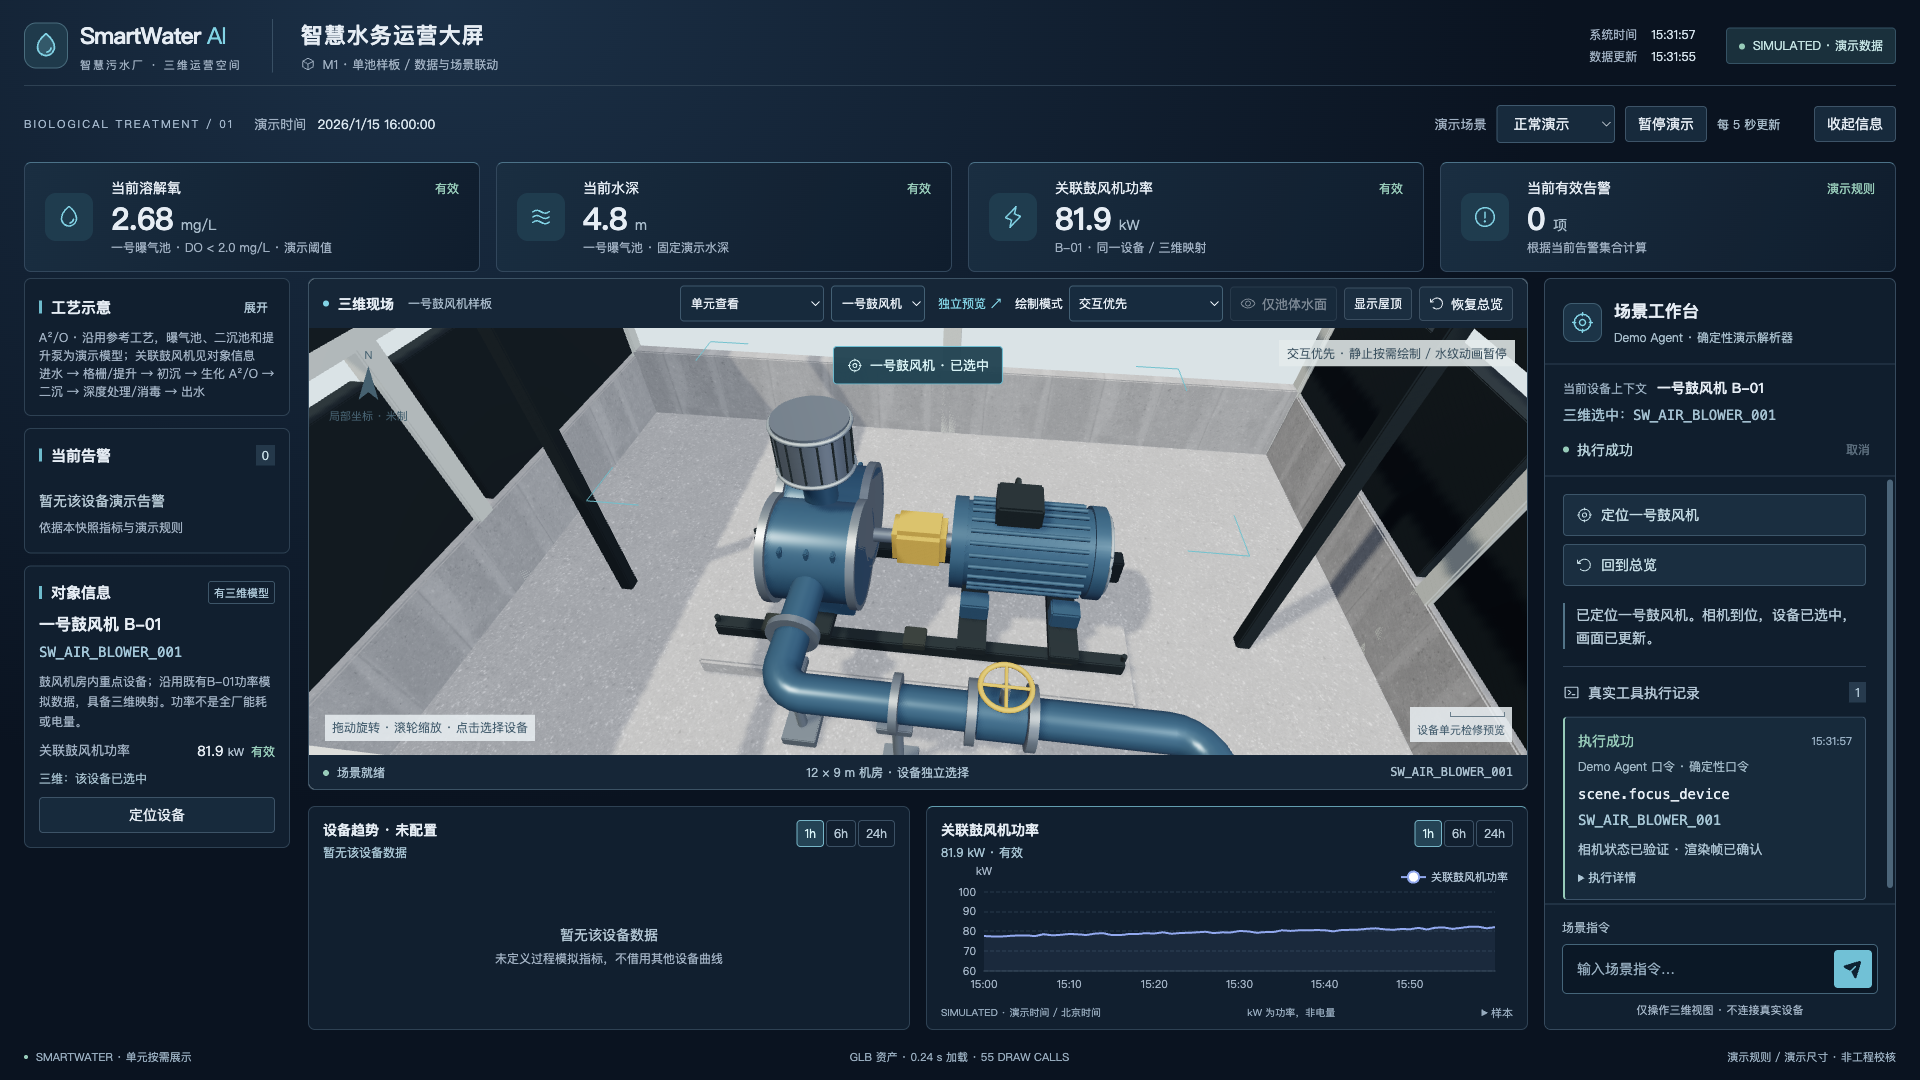 SmartWater AI
智慧污水厂 · 三维运营空间
智慧水务运营大屏
M1 · 单池样板 / 数据与场景联动
系统时间 15:31:57
数据更新 15:31:55
SIMULATED · 演示数据
BIOLOGICAL TREATMENT / 01
演示时间 2026/1/15 16:00:00
演示场景
正常演示
暂停演示
每 5 秒更新
收起信息
当前溶解氧
有效
2.68 mg/L
一号曝气池 · DO < 2.0 mg/L · 演示阈值
当前水深
有效
4.8 m
一号曝气池 · 固定演示水深
关联鼓风机功率
有效
81.9 kW
B-01 · 同一设备 / 三维映射
当前有效告警
演示规则
0 项
根据当前告警集合计算
工艺示意
展开
A²/O · 沿用参考工艺，曝气池、二沉池和提
升泵为演示模型；关联鼓风机见对象信息
进水 → 格栅/提升 → 初沉 → 生化 A²/O →
二沉 → 深度处理/消毒 → 出水
当前告警
0
暂无该设备演示告警
依据本快照指标与演示规则
对象信息
有三维模型
一号鼓风机 B-01
SW_AIR_BLOWER_001
鼓风机房内重点设备；沿用既有B-01功率模
拟数据，具备三维映射。功率不是全厂能耗
或电量。
关联鼓风机功率 81.9 kW 有效
三维：该设备已选中
定位设备
三维现场
一号鼓风机样板
单元查看
一号鼓风机
独立预览 ↗
绘制模式
交互优先
仅池体水面
显示屋顶
恢复总览
N
局部坐标 · 米制
一号鼓风机 · 已选中
交互优先 · 静止按需绘制 / 水纹动画暂停
拖动旋转 · 滚轮缩放 · 点击选择设备
设备单元检修预览
场景就绪
12 × 9 m 机房 · 设备独立选择
SW_AIR_BLOWER_001
设备趋势 · 未配置
暂无该设备数据
1h 6h 24h
暂无该设备数据
未定义过程模拟指标，不借用其他设备曲线
关联鼓风机功率
81.9 kW · 有效
1h 6h 24h
kW
关联鼓风机功率
100
90
80
70
60
15:00 15:10 15:20 15:30 15:40 15:50
SIMULATED · 演示时间 / 北京时间
kW 为功率，非电量
▶ 样本
场景工作台
Demo Agent · 确定性演示解析器
当前设备上下文 一号鼓风机 B-01
三维选中：SW_AIR_BLOWER_001
执行成功
取消
定位一号鼓风机
回到总览
已定位一号鼓风机。相机到位，设备已选中，
画面已更新。
真实工具执行记录
1
执行成功
15:31:57
Demo Agent 口令 · 确定性口令
scene.focus_device
SW_AIR_BLOWER_001
相机状态已验证 · 渲染帧已确认
▶ 执行详情
场景指令
输入场景指令...
仅操作三维视图 · 不连接真实设备
SMARTWATER · 单元按需展示
GLB 资产 · 0.24 s 加载 · 55 DRAW CALLS
演示规则 / 演示尺寸 · 非工程校核